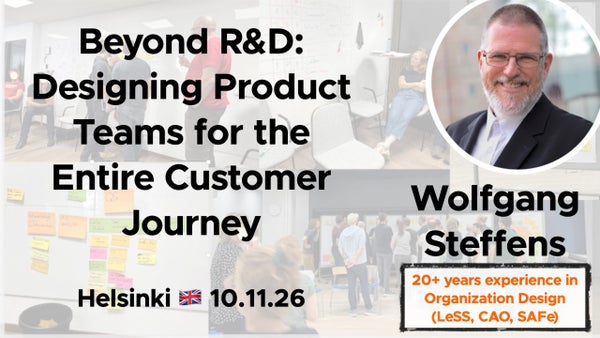 Beyond R&D:
Designing Product
Teams for the
Entire Customer
Journey
Helsinki 🇬🇧 10.11.26
Wolfgang
Steffens
20+ years experience in
Organization Design
(LeSS, CAO, SAFe)